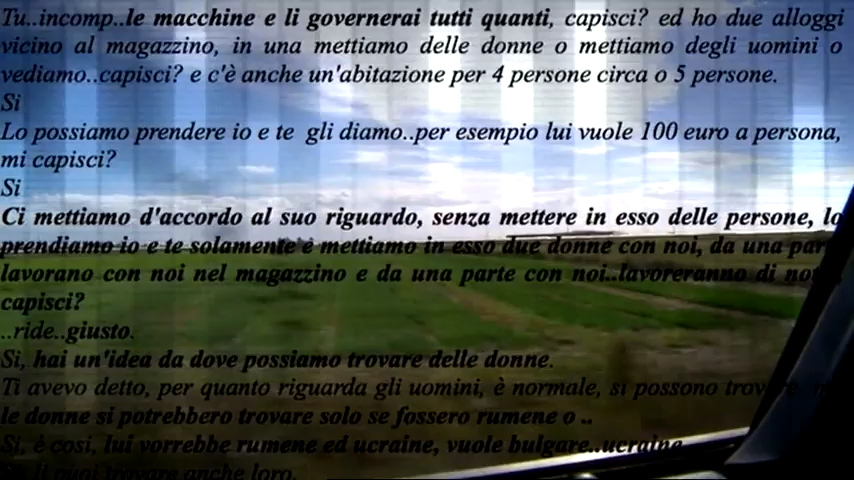 Tu..incomp..le macchine e li governerai tutti quanti, capisci? ed ho due alloggi
vicino al magazzino, in una mettiamo delle donne o mettiamo degli uomini o
vediamo..capisci? e c'è anche un'abitazione per 4 persone circa o 5 persone.
Si
Lo possiamo prendere io e te gli diamo..per esempio lui vuole 100 euro a persona,
mi capisci?
Si
Ci mettiamo d'accordo al suo riguardo, senza mettere in esso delle persone, lo
prendiamo io e te solamente e mettiamo in esso due donne con noi, da una
lavorano con noi nel magazzino e da una parte con noi..lavoreranno di
capisci?
..ride..giusto.
Si, hai un'idea da dove possiamo trovare delle donne.
Ti avevo detto, per quanto riguarda gli uomini, è normale, si possono
le donne si potrebbero trovare solo se fossero rumene o ..
Si, è così, lui vorrebbe rumene ed ucraine, vuole bulgare..ucraine
li puoi trovare anche loro.